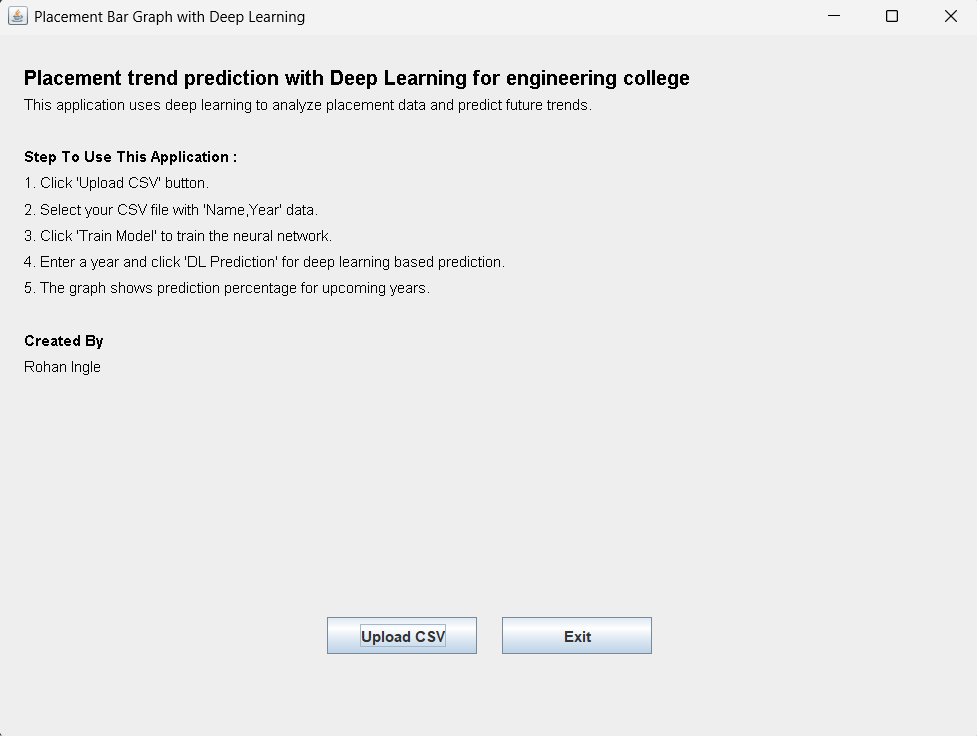 Placement Bar Graph with Deep Learning
Placement trend prediction with Deep Learning for engineering college
This application uses deep learning to analyze placement data and predict future trends.
Step To Use This Application :
1. Click 'Upload CSV' button.
2. Select your CSV file with 'Name,Year' data.
3. Click 'Train Model' to train the neural network.
4. Enter a year and click 'DL Prediction' for deep learning based prediction.
5. The graph shows prediction percentage for upcoming years.
Created By
Rohan Ingle
Upload CSV
Exit